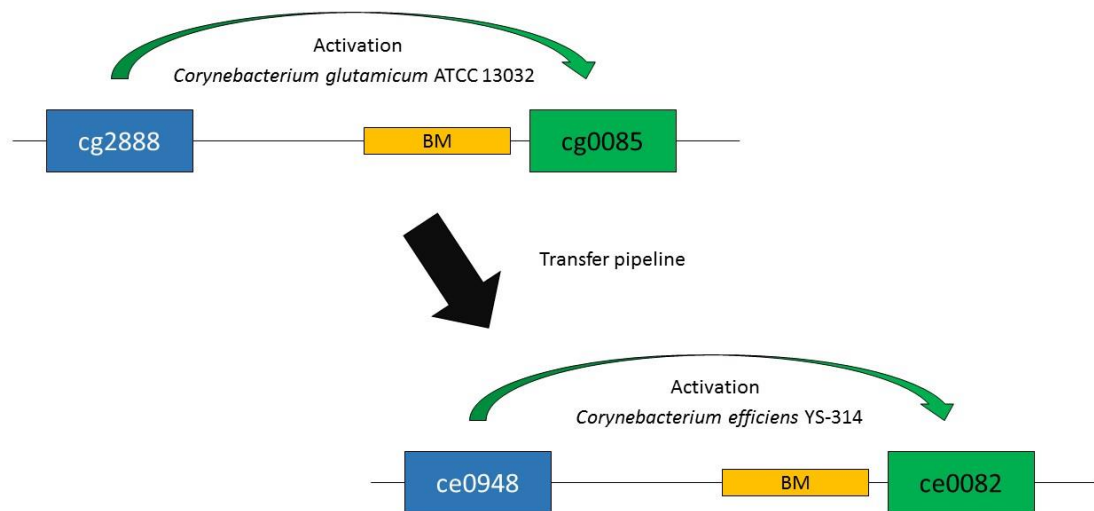 Activation
Corynebacterium glutamicum ATCC 13032
cg2888
BM
cg0085
Transfer pipeline
Activation
Corynebacterium efficiens YS-314
ce0948
BM
ce0082